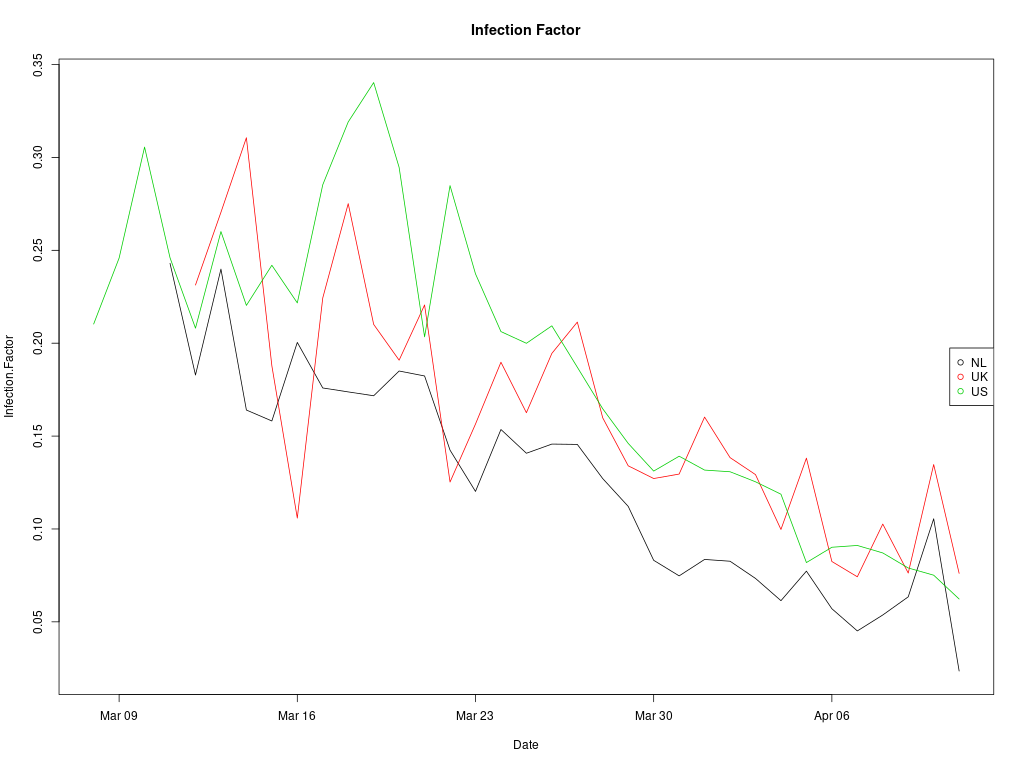 Infection Factor
Infection.Factor
0.35
0.30
0.25
0.20
0.15
0.10
0.05
NL
UK
US
Mar 09 Mar 16 Mar 23 Mar 30 Apr 06
Date